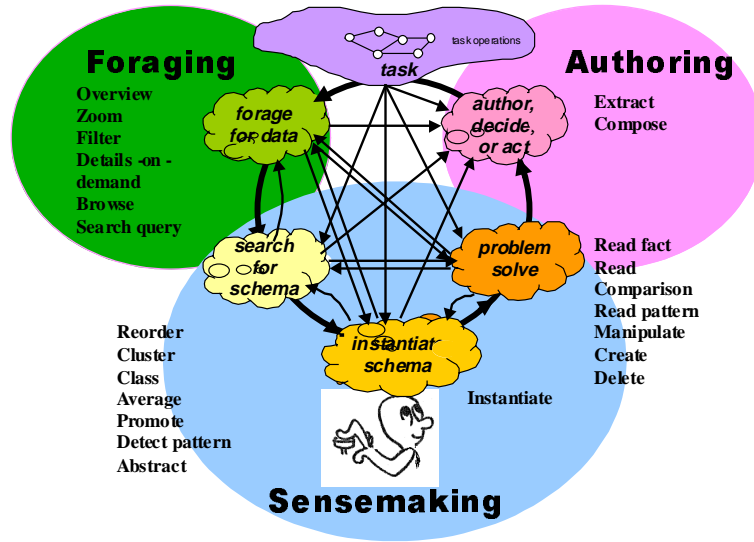 task operations
task
Foraging
Authoring
Overview
Zoom
Filter
Details -on -
demand
Browse
Search query
forage
for data
author,
decide,
or act
Extract
Compose
search
for
schema
problem
solve
Read fact
Read
Comparison
Read pattern
Manipulate
Create
Delete
Reorder
Cluster
Class
Average
Promote
Detect pattern
Abstract
instantiat
schema
Instantiate
Sensemaking